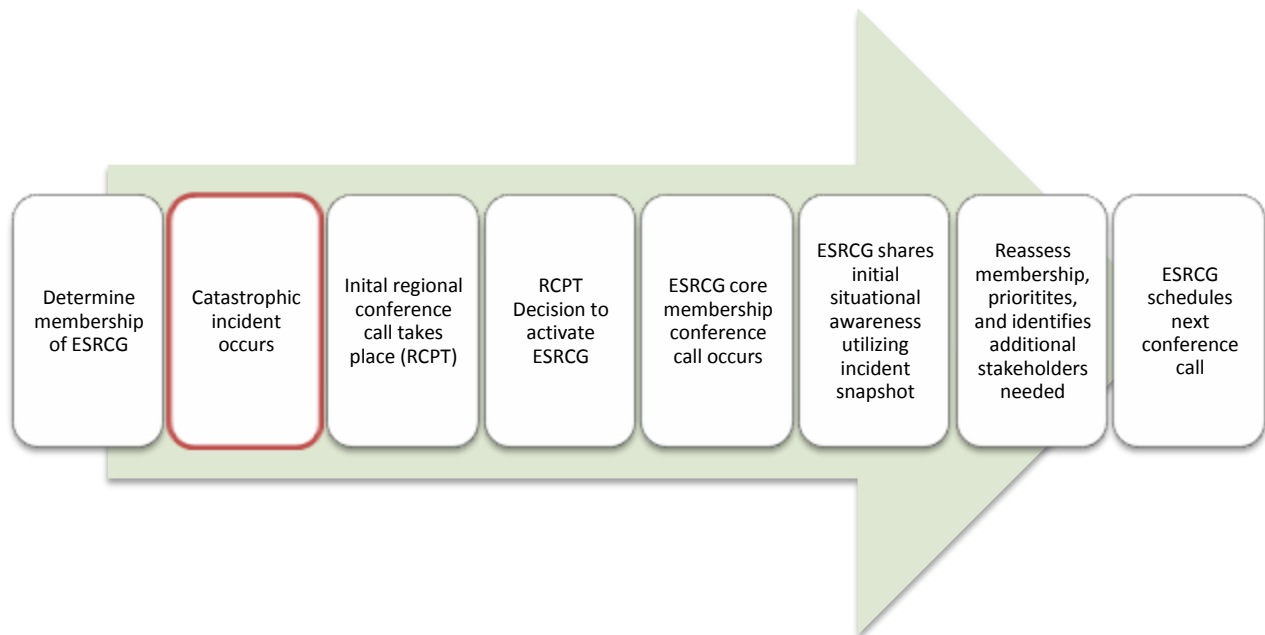 Determine
membership
of ESRCG
Catastrophic
incident
occurs
Inital regional
conference
call takes
place (RCPT)
RCPT
Decision to
activate
ESRCG
ESRCG core
membership
conference
call occurs
ESRCG shares
initial
situational
awareness
utilizing
incident
snapshot
Reassess
membership,
prioritites,
and identifies
additional
stakeholders
needed
ESRCG
schedules
next
conference
call